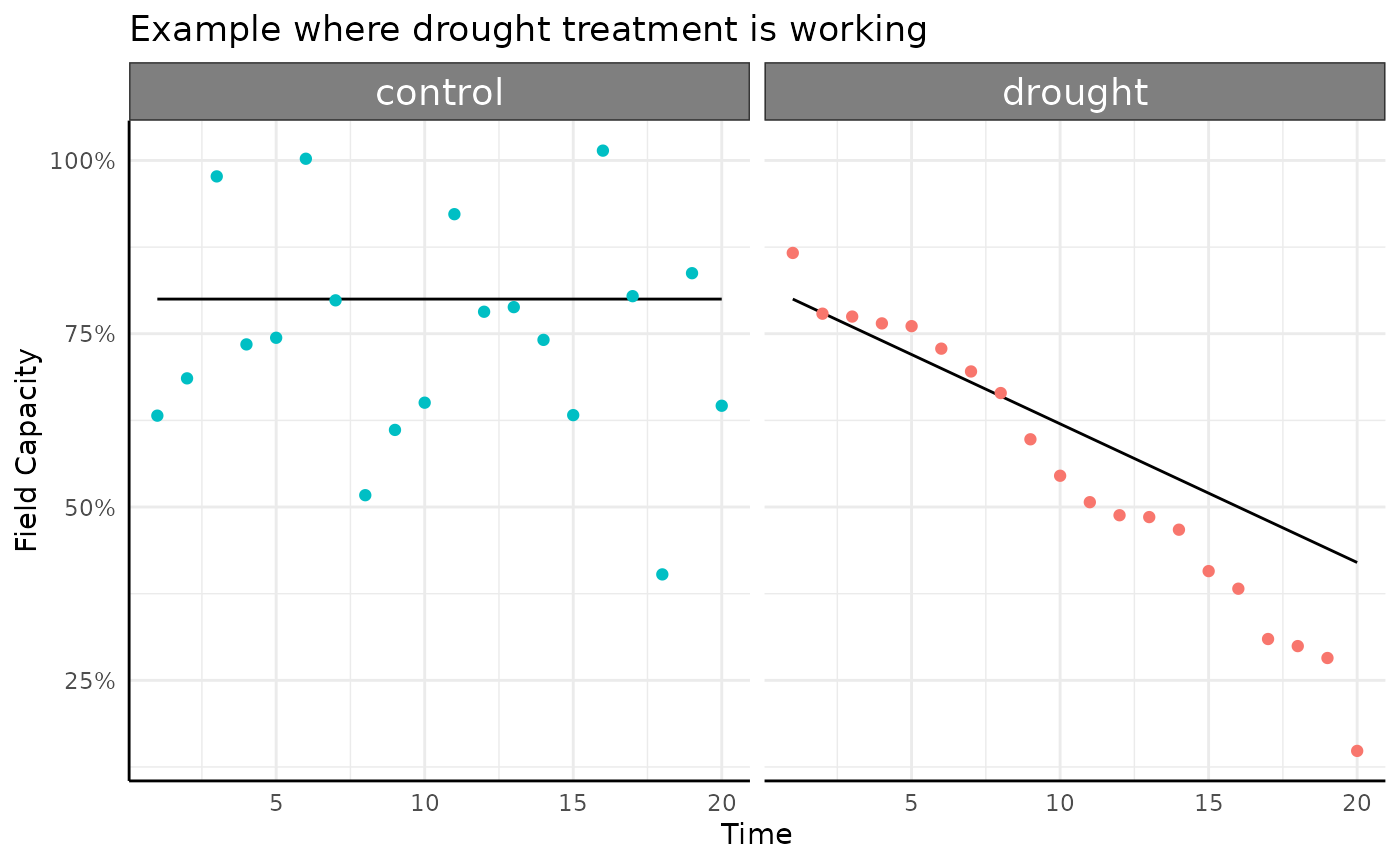 Example where drought treatment is working
control drought
100%
75%
50%
25%
Field Capacity
5 10 15 20 5 10 15 20
Time